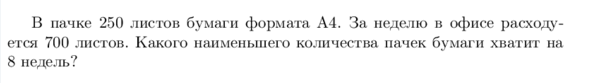 В пачке 250 листов бумаги формата А4. За неделю в офисе расходу-
ется 700 листов. Какого наименьшего количества пачек бумаги хватит на
8 недель?